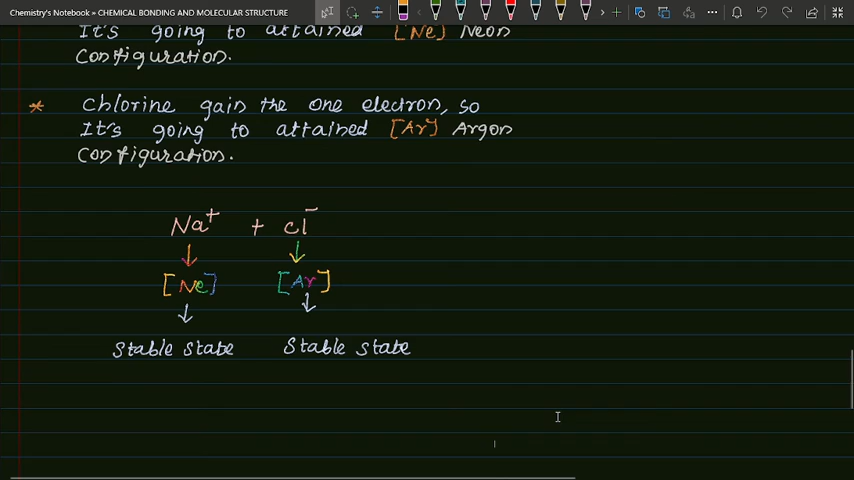 Chemistry's Notebook » CHEMICAL BONDING AND MOLECULAR STRUCTURE
It's going to attained [Ne] Neon
Configuration.
* Chlorine gain the one electron, so
It's going to attained [Ar] Argon
Configuration.
Na+ + cl-
[Ne] [Ar]
Stable state Stable state